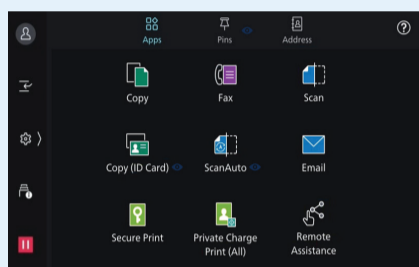 Apps
Pins
Address
Copy
Fax
Scan
Copy (ID Card)
ScanAuto
Email
Secure Print
Private Charge
Print (All)
Remote
Assistance